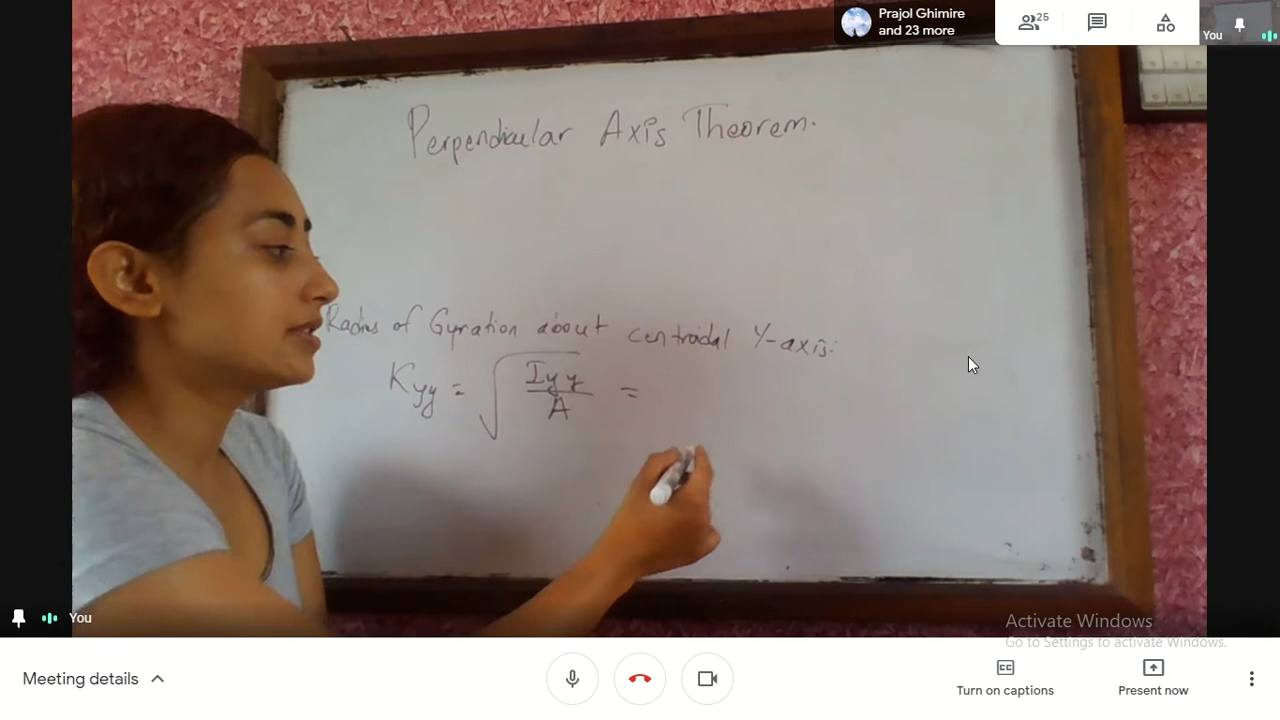 Prajol Ghimire
and 23 more
25
You
Perpendicular Axis Theorem.
Radius of Gyration about centroidal Y-axis:
Kyy = √(Iyy/A) =
You
Activate Windows
Go to Settings to activate Windows.
Meeting details
CC
Turn on captions
Present now